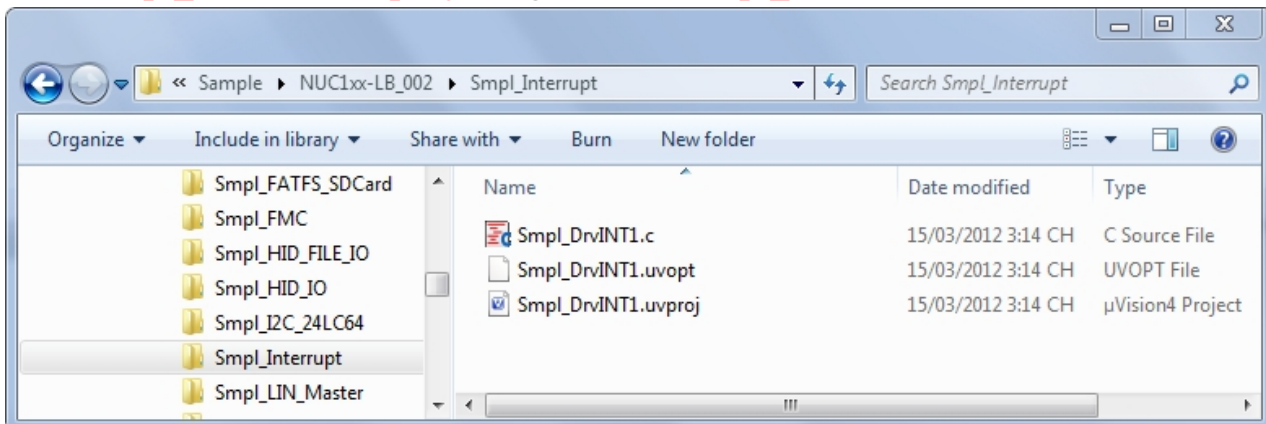 « Sample ▸ NUC1xx-LB_002 ▸ Smpl_Interrupt
Search Smpl_Interrupt
Organize Include in library Share with Burn New folder
Smpl_FATFS_SDCard
Smpl_FMC
Smpl_HID_FILE_IO
Smpl_HID_IO
Smpl_I2C_24LC64
Smpl_Interrupt
Smpl_LIN_Master
Name Date modified Type
Smpl_DrvINT1.c 15/03/2012 3:14 CH C Source File
Smpl_DrvINT1.uvopt 15/03/2012 3:14 CH UVOPT File
Smpl_DrvINT1.uvproj 15/03/2012 3:14 CH µVision4 Project